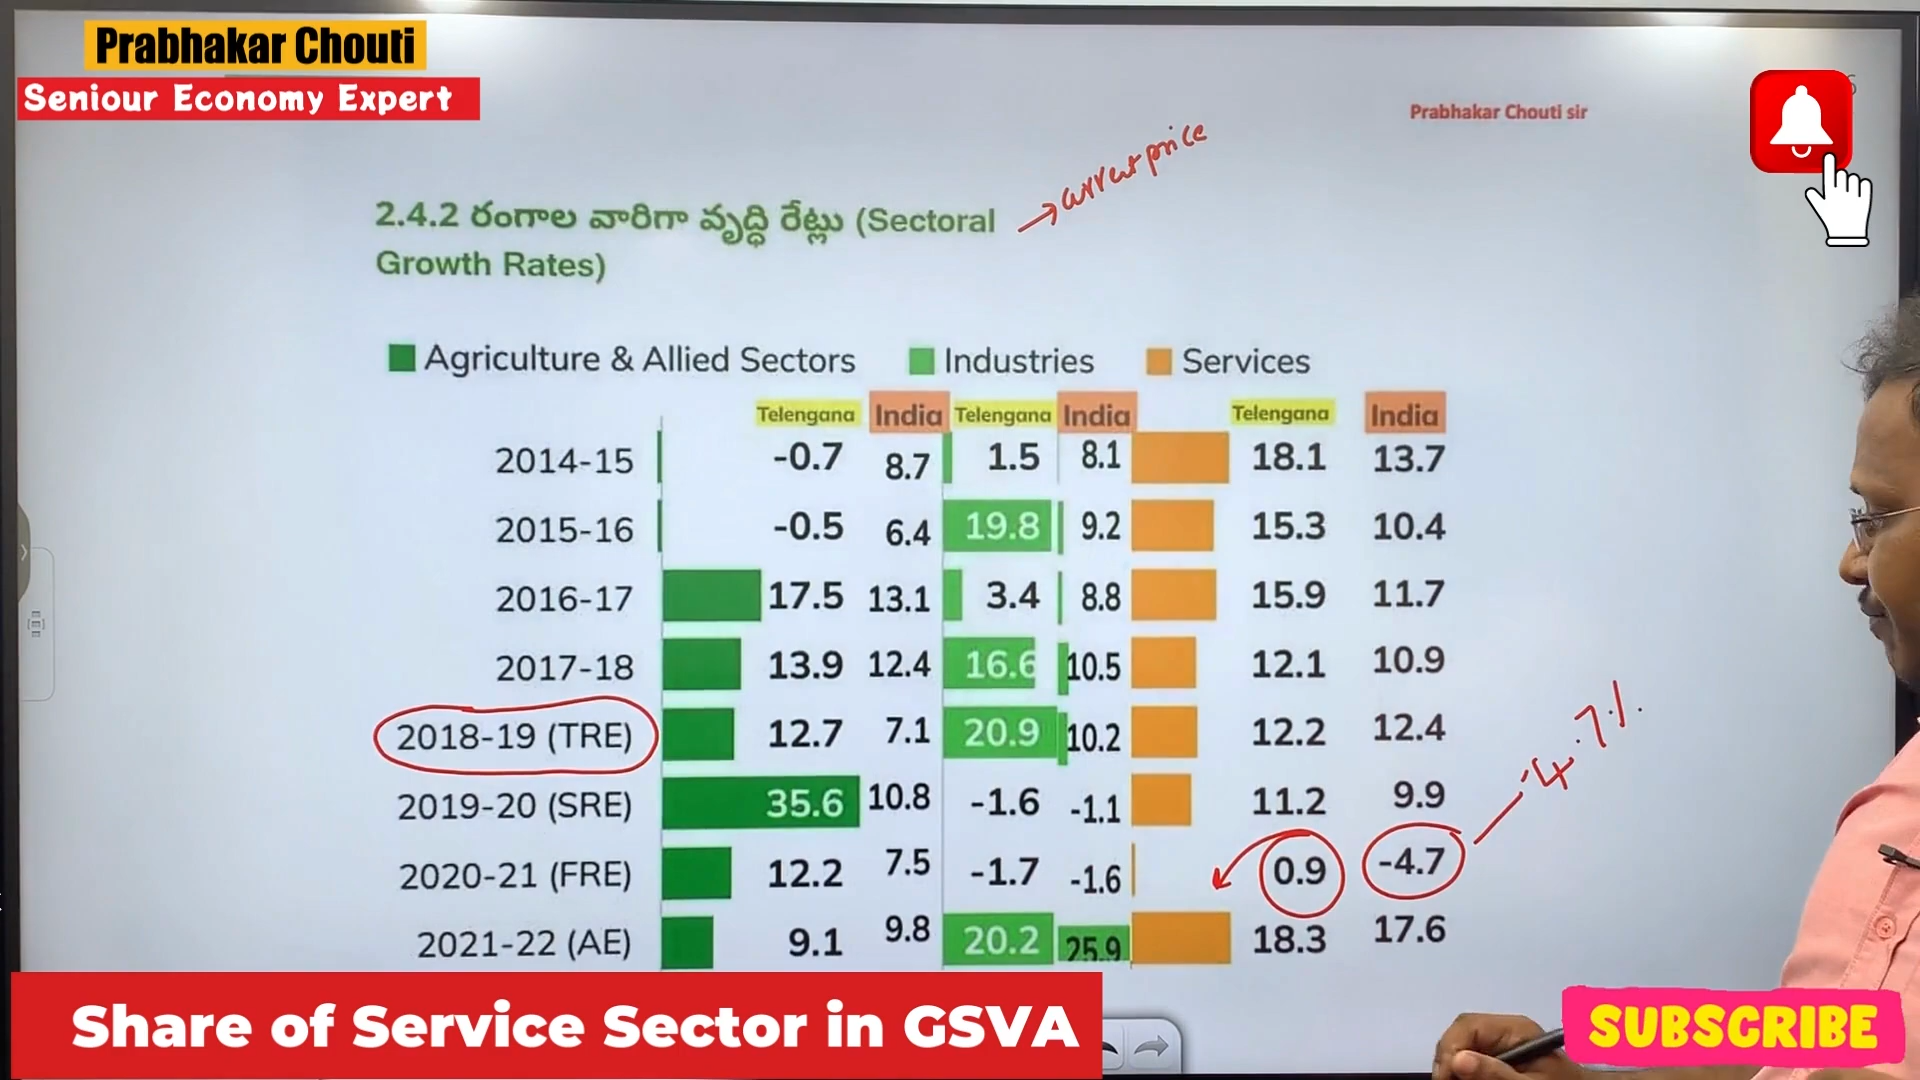 Prabhakar Chouti
Seniour Economy Expert
Prabhakar Chouti sir
→ current price
2.4.2 రంగాల వారిగా వృద్ధి రేట్లు (Sectoral
Growth Rates)
Agriculture & Allied Sectors Industries Services
Telengana India Telengana India Telengana India
2014-15 -0.7 8.7 1.5 8.1 18.1 13.7
2015-16 -0.5 6.4 19.8 9.2 15.3 10.4
2016-17 17.5 13.1 3.4 8.8 15.9 11.7
2017-18 13.9 12.4 16.6 10.5 12.1 10.9
2018-19 (TRE) 12.7 7.1 20.9 10.2 12.2 12.4
2019-20 (SRE) 35.6 10.8 -1.6 -1.1 11.2 9.9
2020-21 (FRE) 12.2 7.5 -1.7 -1.6 0.9 -4.7
2021-22 (AE) 9.1 9.8 20.2 25.9 18.3 17.6
Share of Service Sector in GSVA
SUBSCRIBE